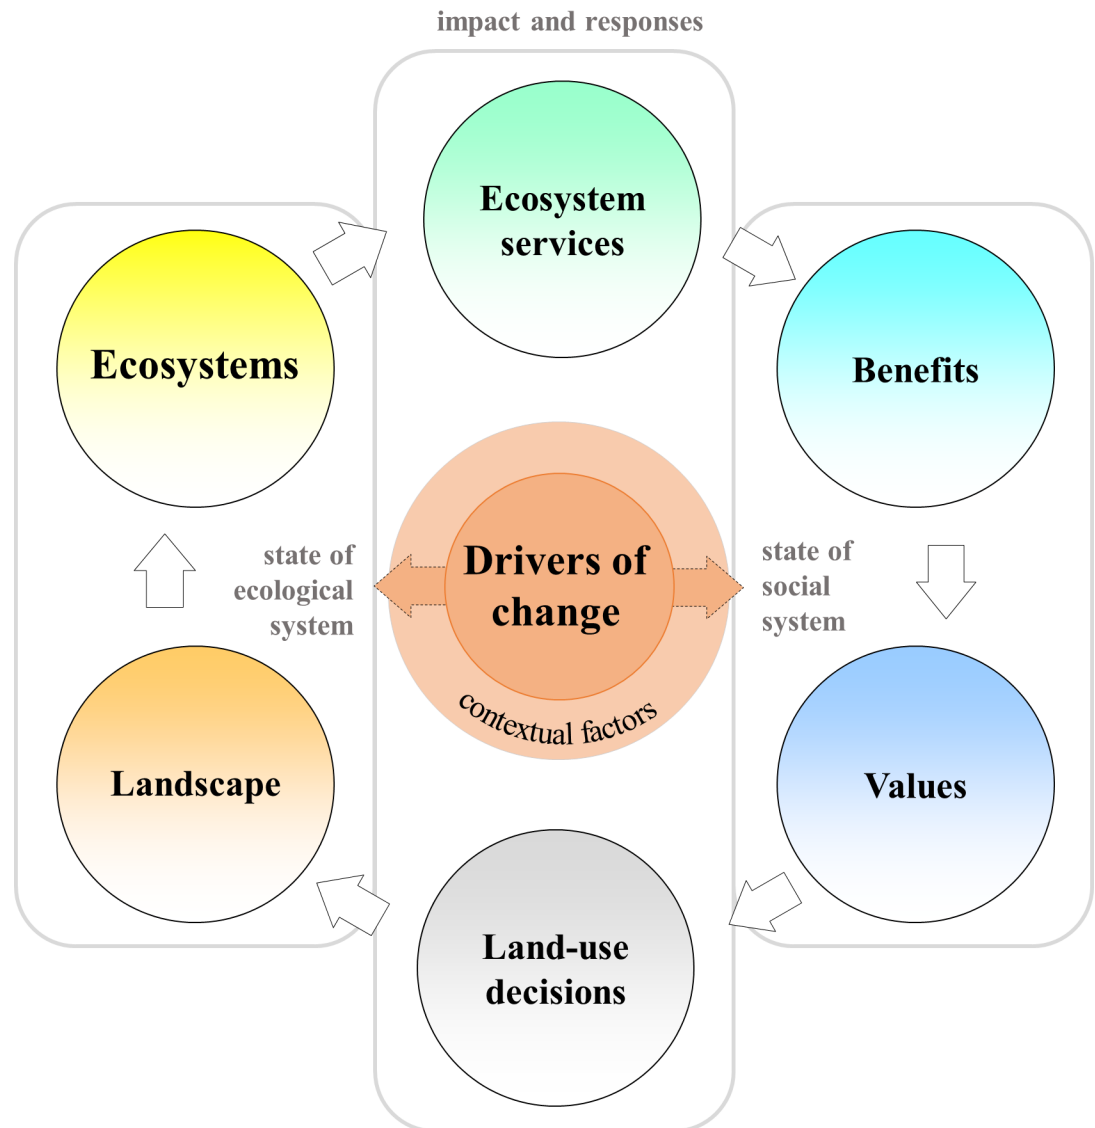 impact and responses
Ecosystem
services
Ecosystems
Benefits
state of
ecological
system
Drivers of
change
contextual factors
state of
social
system
Landscape
Values
Land-use
decisions